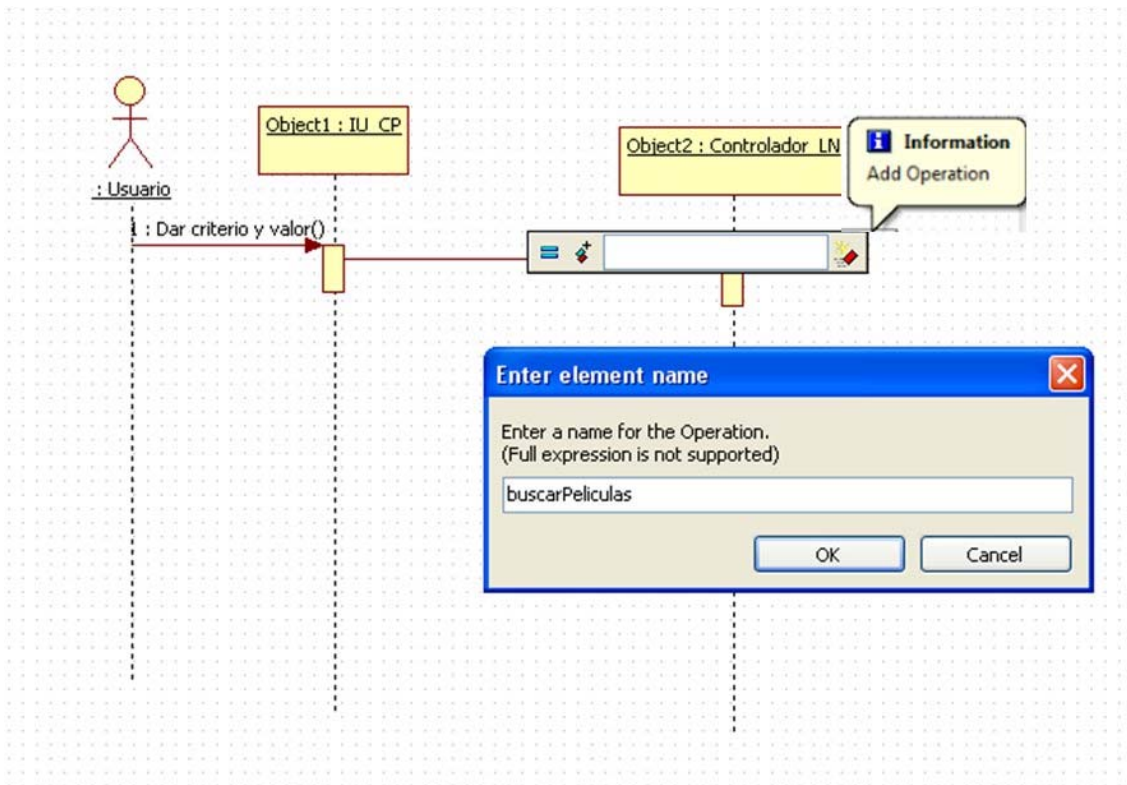 Object1 : IU_CP
Object2 : Controlador_LN
Information
Add Operation
: Usuario
1 : Dar criterio y valor()
Enter element name
Enter a name for the Operation.
(Full expression is not supported)
buscarPeliculas
OK
Cancel